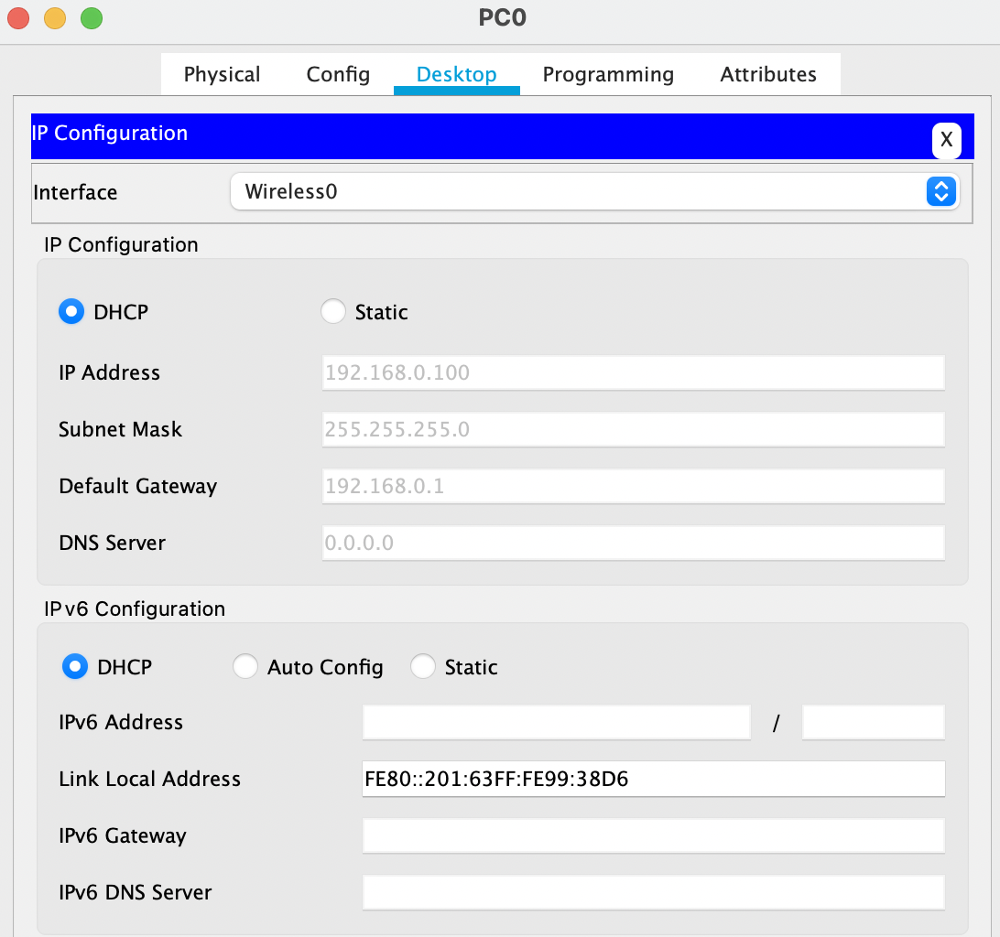 PC0
Physical Config Desktop Programming Attributes
IP Configuration
X
Interface Wireless0
IP Configuration
DHCP Static
IP Address 192.168.0.100
Subnet Mask 255.255.255.0
Default Gateway 192.168.0.1
DNS Server 0.0.0.0
IPv6 Configuration
DHCP Auto Config Static
IPv6 Address /
Link Local Address FE80::201:63FF:FE99:38D6
IPv6 Gateway
IPv6 DNS Server